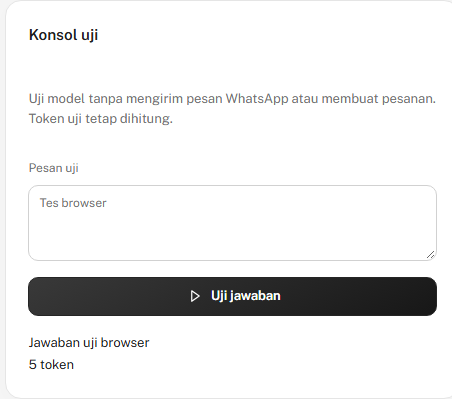 Konsol uji
Uji model tanpa mengirim pesan WhatsApp atau membuat pesanan.
Token uji tetap dihitung.
Pesan uji
Tes browser
Uji jawaban
Jawaban uji browser
5 token